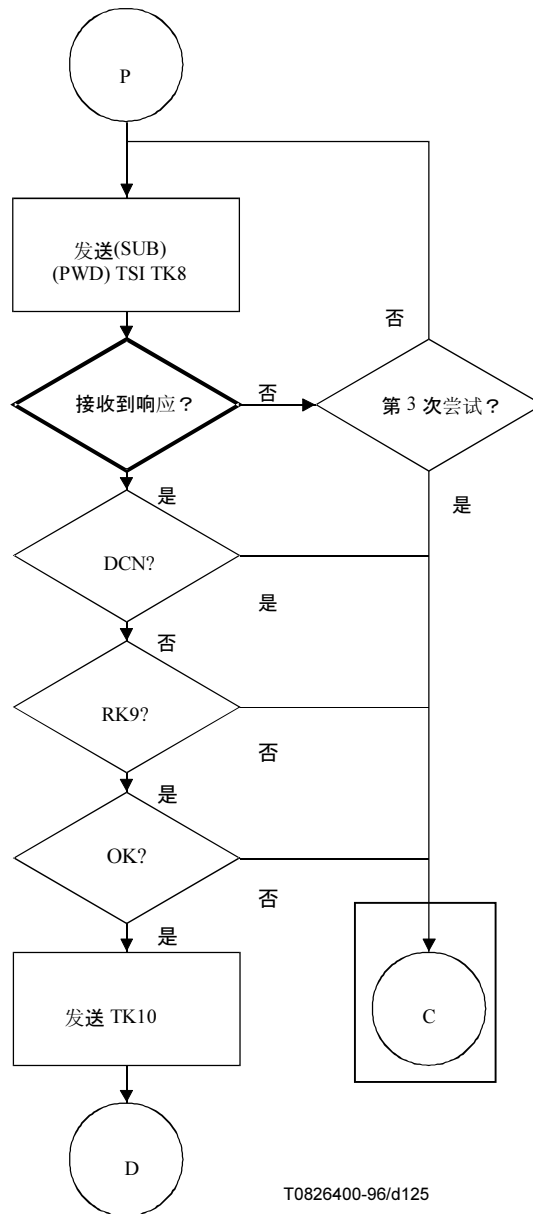 P
发送(SUB)
(PWD) TSI TK8
否
接收到响应？
否
第 3 次尝试？
是
是
DCN?
是
否
RK9?
否
是
OK?
否
是
发送 TK10
C
D
T0826400-96/d125